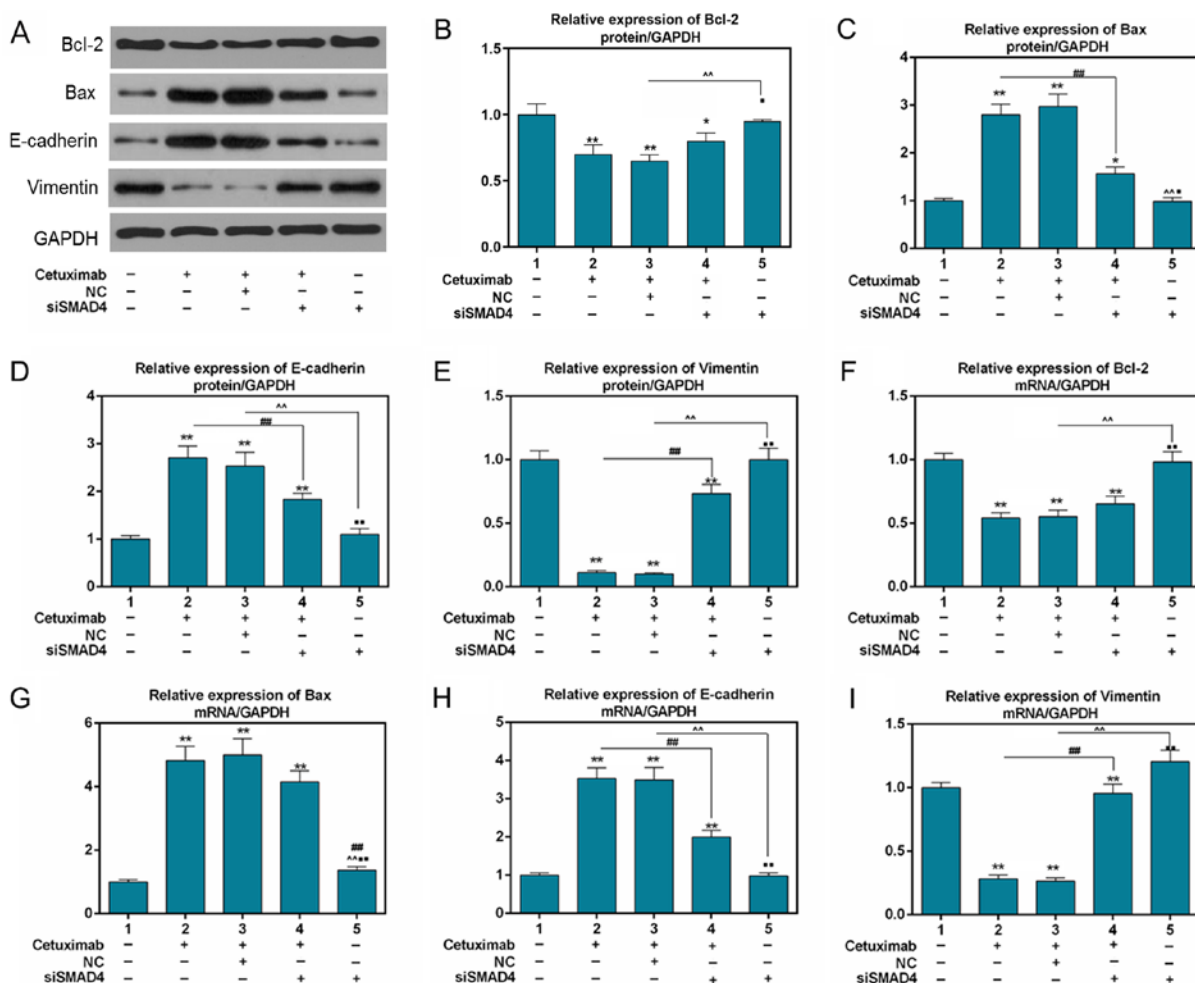 A
Bcl-2
Bax
E-cadherin
Vimentin
GAPDH
Cetuximab – + + + –
NC – – + – –
siSMAD4 – – – + +
B
Relative expression of Bcl-2
protein/GAPDH
1.5
1.0
0.5
0.0
** ** * ^^ ▪
1 2 3 4 5
Cetuximab – + + + –
NC – – + – –
siSMAD4 – – – + +
C
Relative expression of Bax
protein/GAPDH
4
3
2
1
0
** ** ## * ^^▪
1 2 3 4 5
Cetuximab – + + + –
NC – – + – –
siSMAD4 – – – + +
D
Relative expression of E-cadherin
protein/GAPDH
4
3
2
1
0
** ** ## ^^ ** ▪▪
1 2 3 4 5
Cetuximab – + + + –
NC – – + – –
siSMAD4 – – – + +
E
Relative expression of Vimentin
protein/GAPDH
1.5
1.0
0.5
0.0
** ** ## ^^ ** ▪▪
1 2 3 4 5
Cetuximab – + + + –
NC – – + – –
siSMAD4 – – – + +
F
Relative expression of Bcl-2
mRNA/GAPDH
1.5
1.0
0.5
0.0
** ** ** ^^ ▪▪
1 2 3 4 5
Cetuximab – + + + –
NC – – + – –
siSMAD4 – – – + +
G
Relative expression of Bax
mRNA/GAPDH
6
4
2
0
** ** ** ##
^^▪▪
1 2 3 4 5
Cetuximab – + + + –
NC – – + – –
siSMAD4 – – – + +
H
Relative expression of E-cadherin
mRNA/GAPDH
5
4
3
2
1
0
** ** ## ^^ ** ▪▪
1 2 3 4 5
Cetuximab – + + + –
NC – – + – –
siSMAD4 – – – + +
I
Relative expression of Vimentin
mRNA/GAPDH
1.5
1.0
0.5
0.0
** ** ## ^^ ** ▪▪
1 2 3 4 5
Cetuximab – + + + –
NC – – + – –
siSMAD4 – – – + +